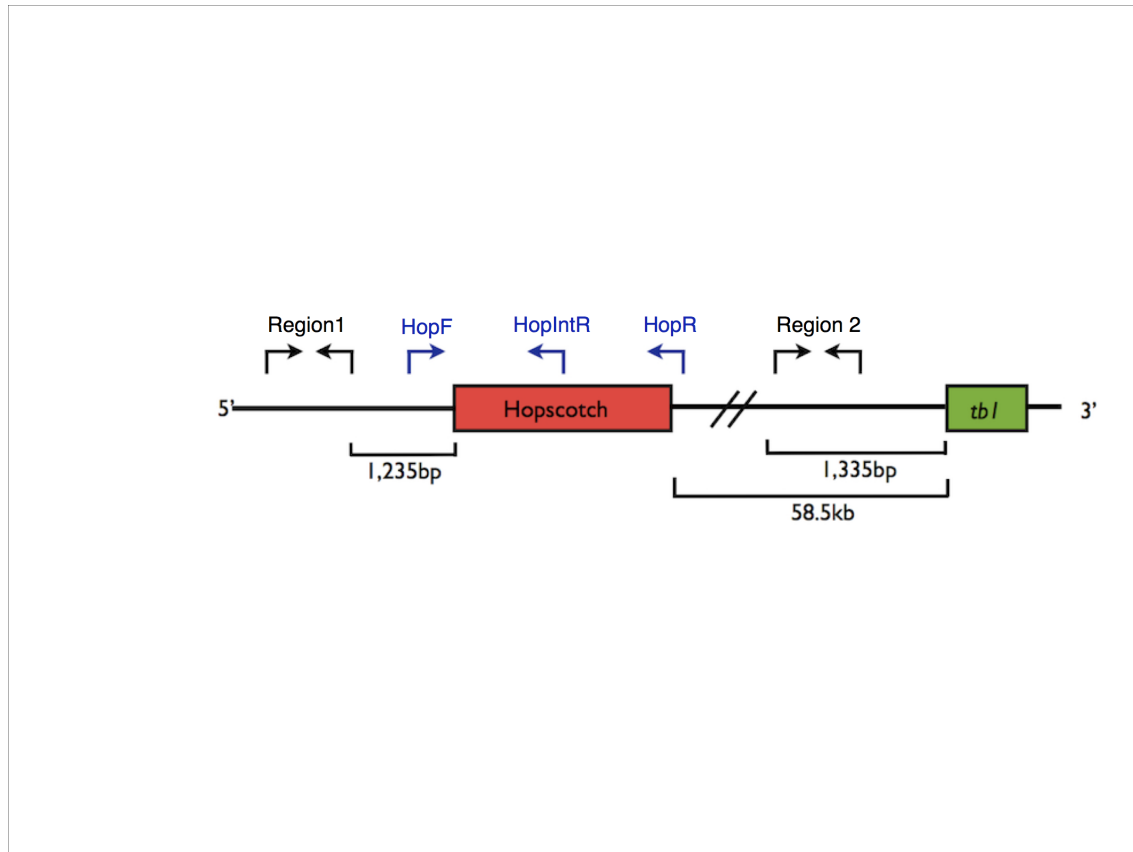 Region1
HopF
HopIntR
HopR
Region 2
5’
Hopscotch
tb1
3’
1,235bp
1,335bp
58.5kb